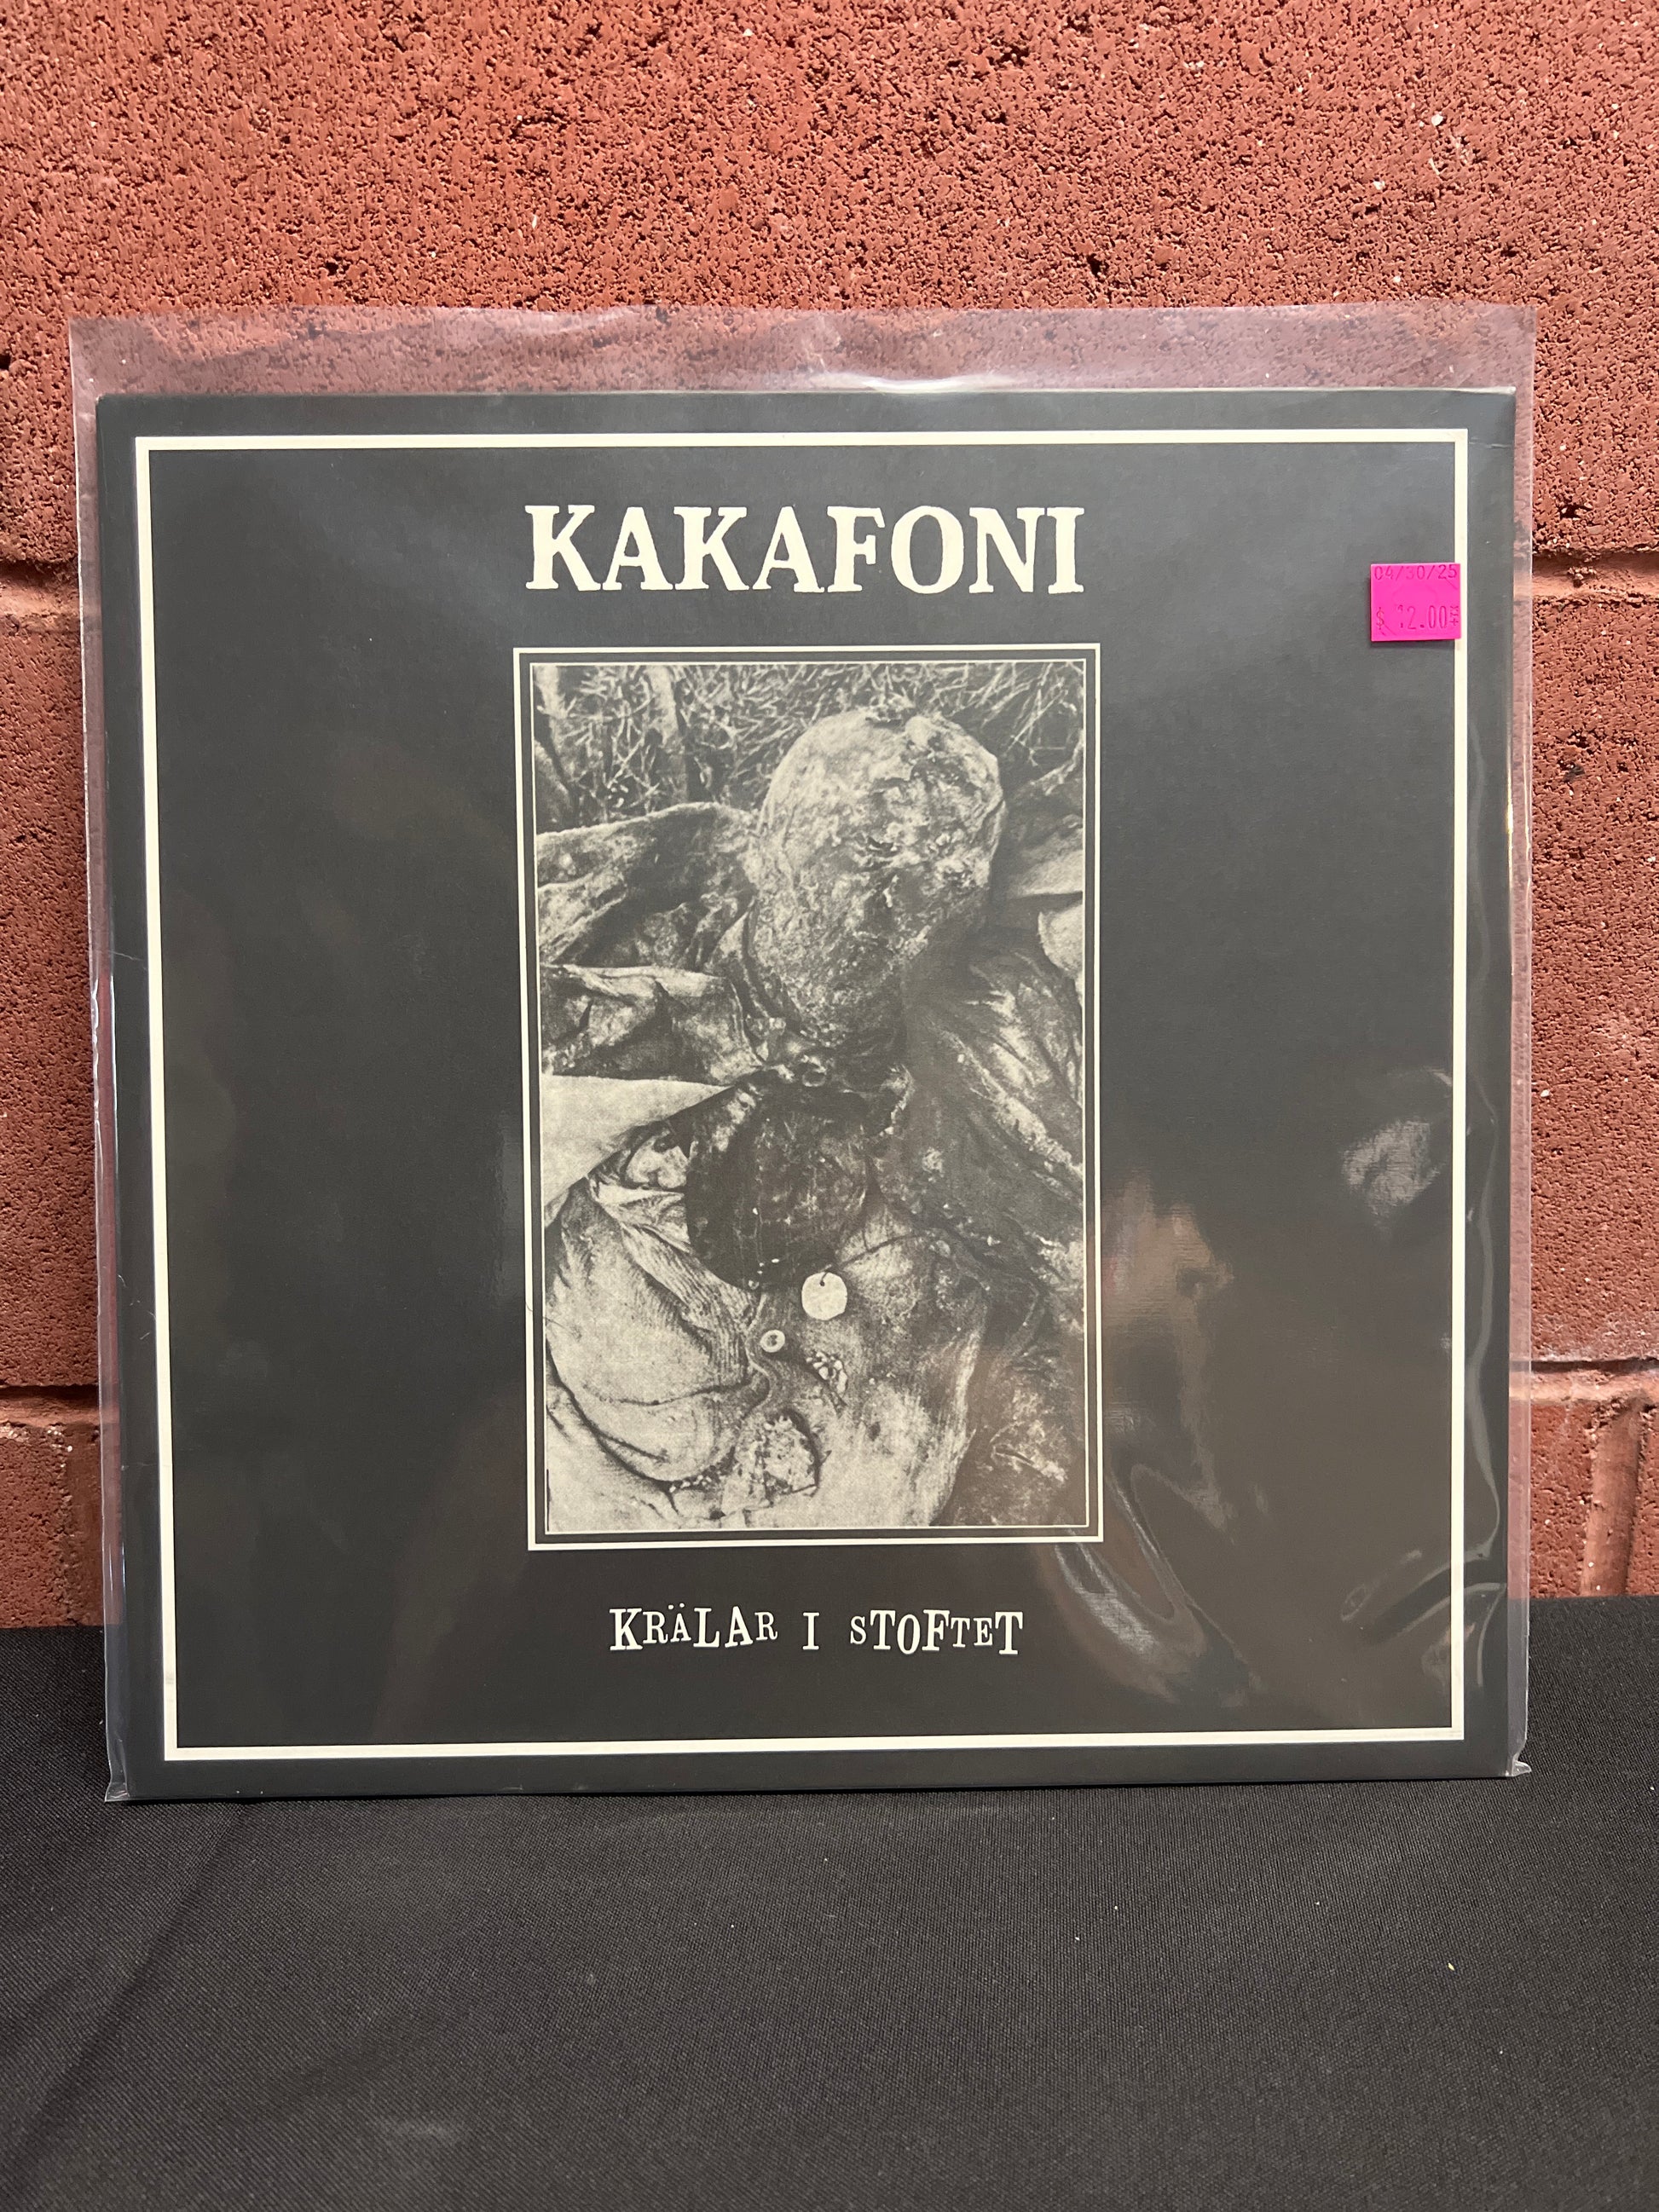 KAKAFONI
04/30/25
$ 12.00
KRÄLAR I STOFTET